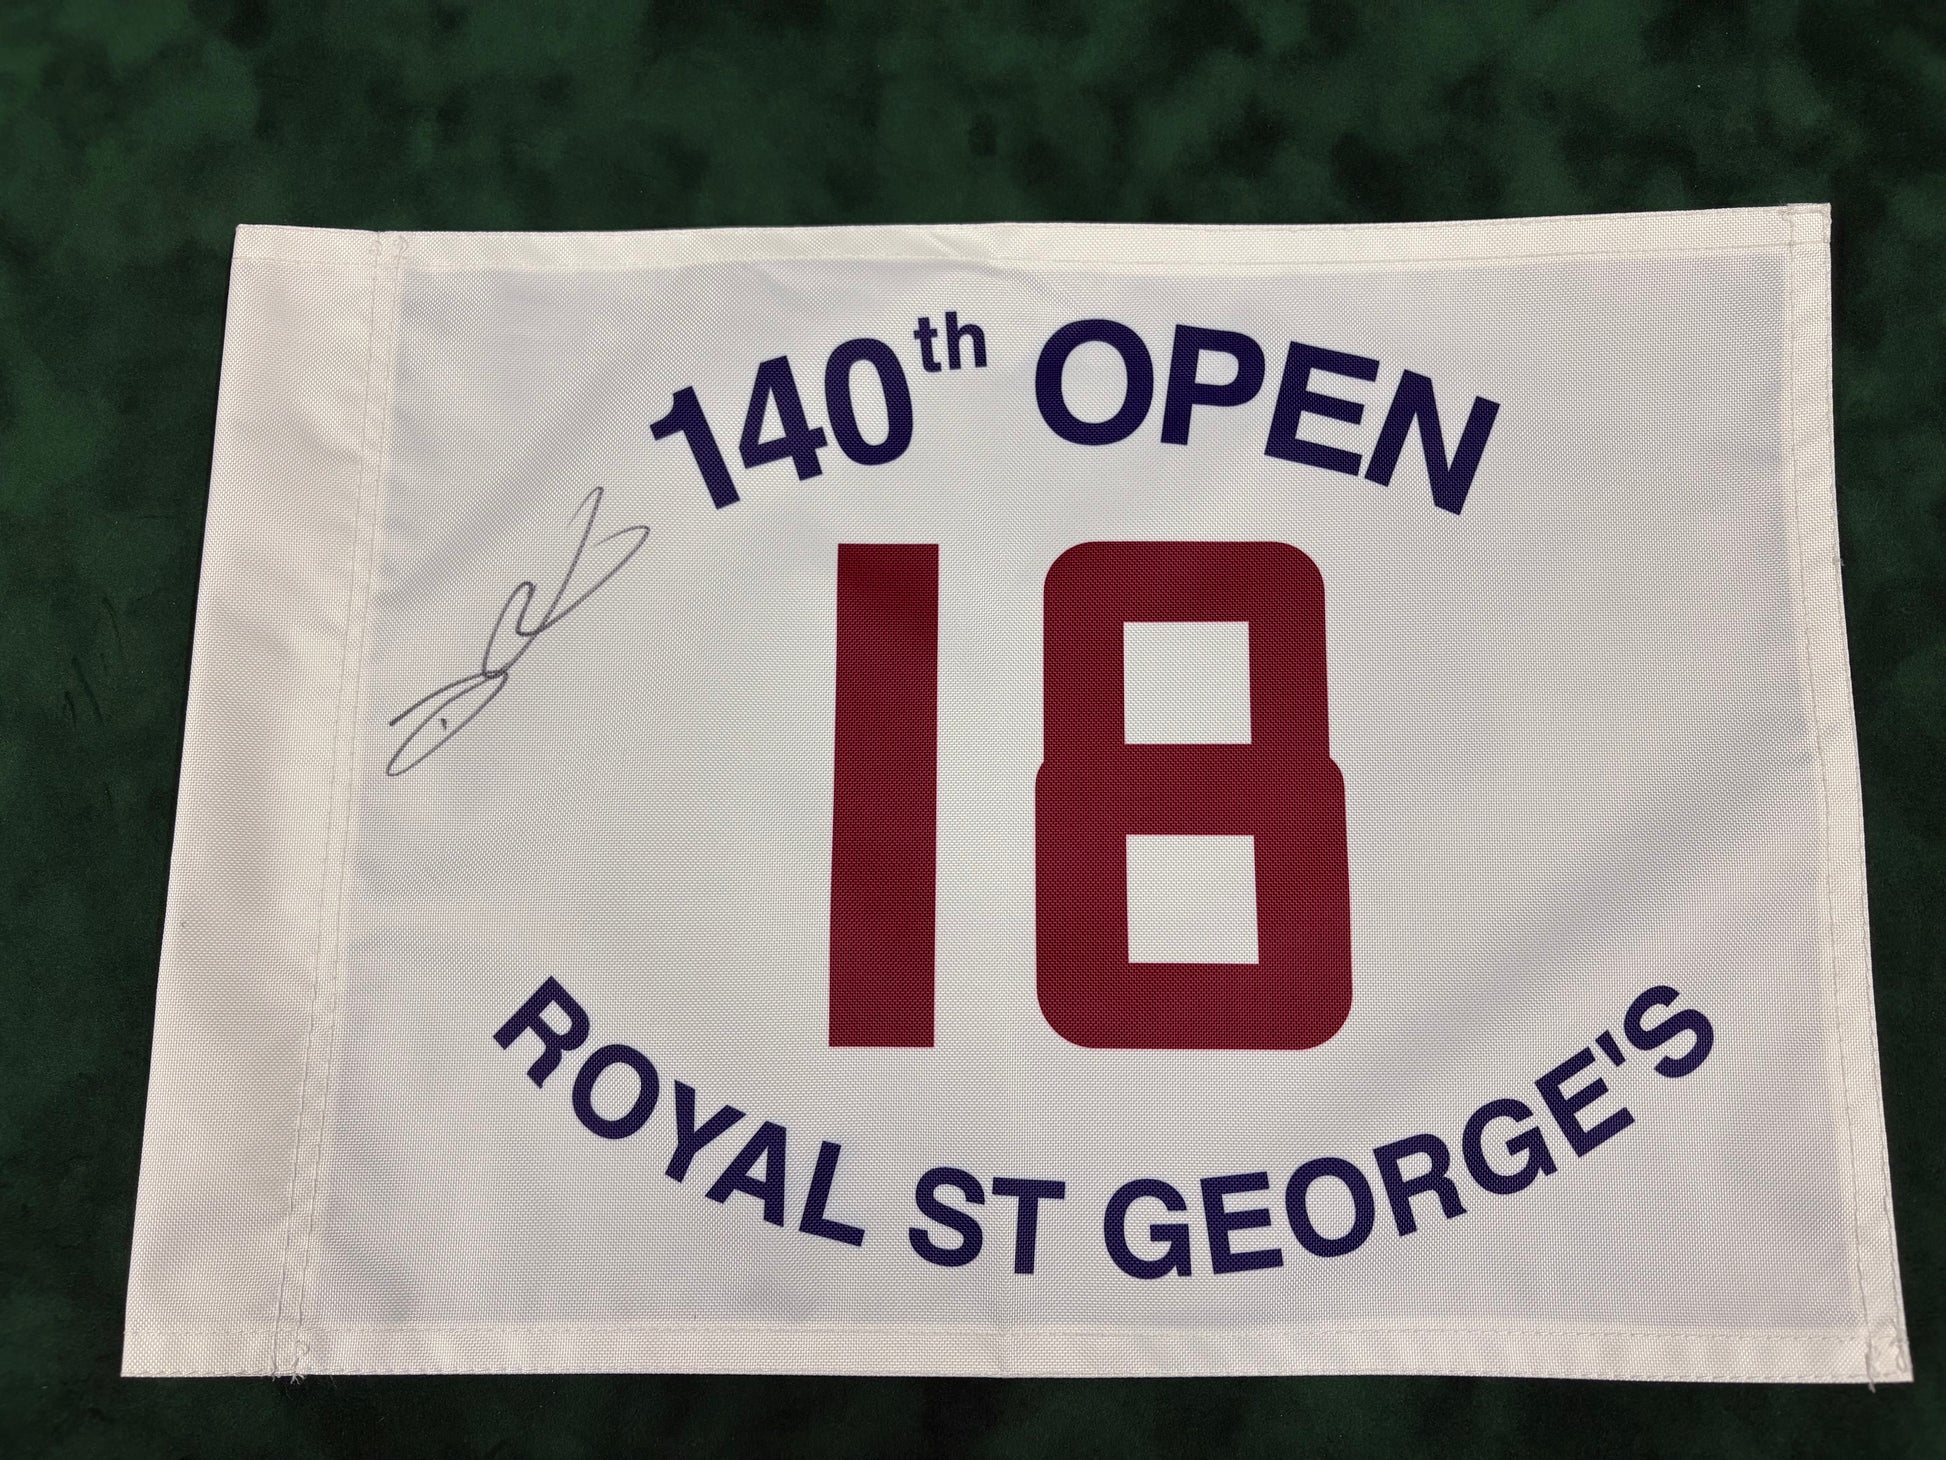 140th OPEN
18
ROYAL ST GEORGE'S